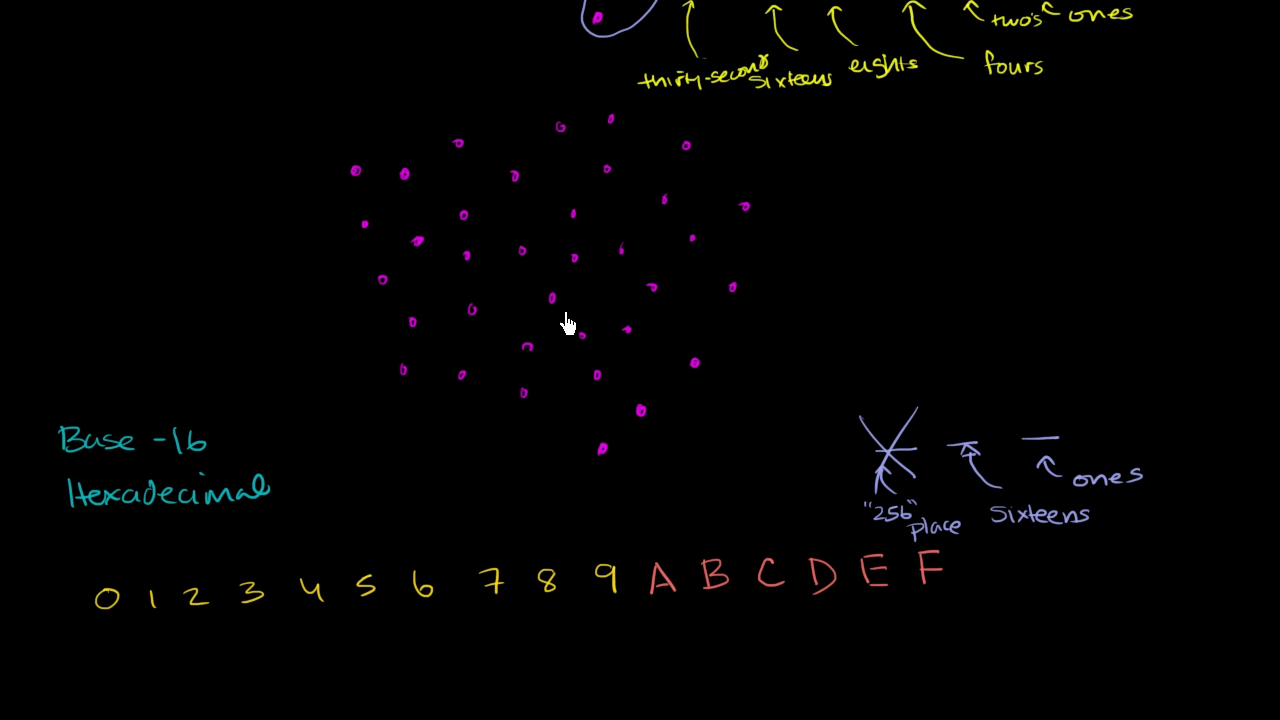 two's ones
thirty-second sixteens eights fours
Base -16
Hexadecimal
ones
"256" place
sixteens
0 1 2 3 4 5 6 7 8 9 A B C D E F